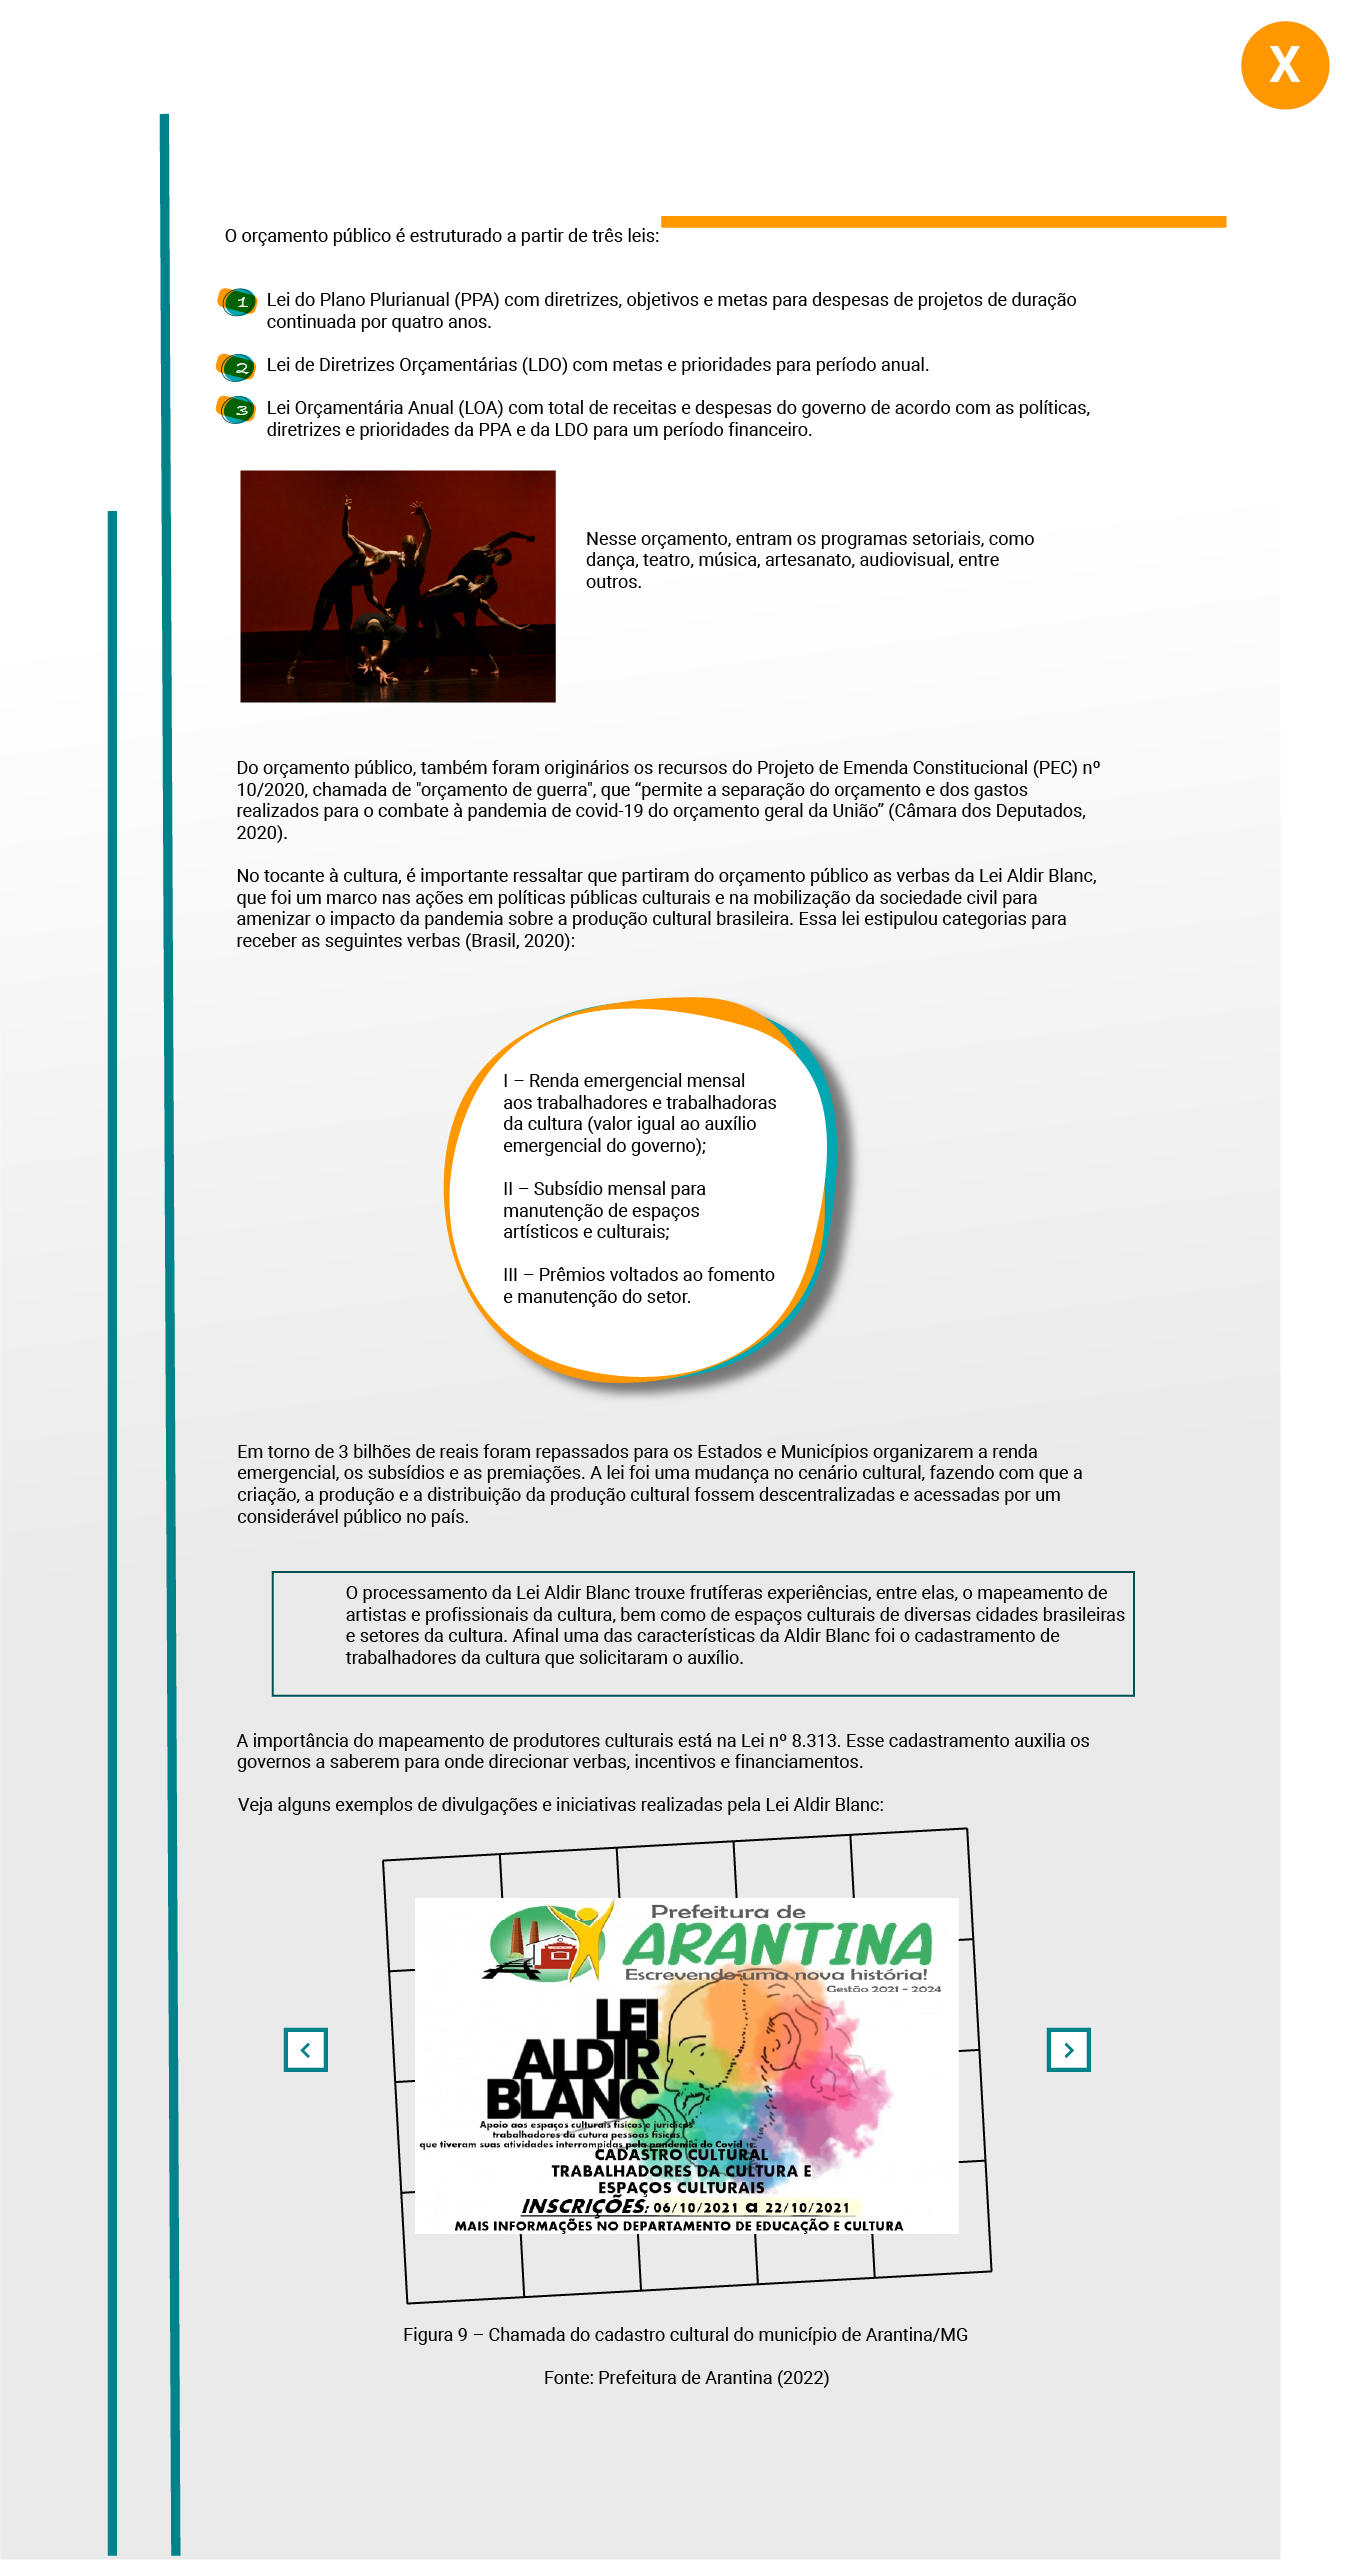 X
O orçamento público é estruturado a partir de três leis:
1
Lei do Plano Plurianual (PPA) com diretrizes, objetivos e metas para despesas de projetos de duração
continuada por quatro anos.
2
Lei de Diretrizes Orçamentárias (LDO) com metas e prioridades para período anual.
3
Lei Orçamentária Anual (LOA) com total de receitas e despesas do governo de acordo com as políticas,
diretrizes e prioridades da PPA e da LDO para um período financeiro.
Nesse orçamento, entram os programas setoriais, como
dança, teatro, música, artesanato, audiovisual, entre
outros.
Do orçamento público, também foram originários os recursos do Projeto de Emenda Constitucional (PEC) nº
10/2020, chamada de "orçamento de guerra", que “permite a separação do orçamento e dos gastos
realizados para o combate à pandemia de covid-19 do orçamento geral da União” (Câmara dos Deputados,
2020).
No tocante à cultura, é importante ressaltar que partiram do orçamento público as verbas da Lei Aldir Blanc,
que foi um marco nas ações em políticas públicas culturais e na mobilização da sociedade civil para
amenizar o impacto da pandemia sobre a produção cultural brasileira. Essa lei estipulou categorias para
receber as seguintes verbas (Brasil, 2020):
I – Renda emergencial mensal
aos trabalhadores e trabalhadoras
da cultura (valor igual ao auxílio
emergencial do governo);
II – Subsídio mensal para
manutenção de espaços
artísticos e culturais;
III – Prêmios voltados ao fomento
e manutenção do setor.
Em torno de 3 bilhões de reais foram repassados para os Estados e Municípios organizarem a renda
emergencial, os subsídios e as premiações. A lei foi uma mudança no cenário cultural, fazendo com que a
criação, a produção e a distribuição da produção cultural fossem descentralizadas e acessadas por um
considerável público no país.
O processamento da Lei Aldir Blanc trouxe frutíferas experiências, entre elas, o mapeamento de
artistas e profissionais da cultura, bem como de espaços culturais de diversas cidades brasileiras
e setores da cultura. Afinal uma das características da Aldir Blanc foi o cadastramento de
trabalhadores da cultura que solicitaram o auxílio.
A importância do mapeamento de produtores culturais está na Lei nº 8.313. Esse cadastramento auxilia os
governos a saberem para onde direcionar verbas, incentivos e financiamentos.
Veja alguns exemplos de divulgações e iniciativas realizadas pela Lei Aldir Blanc:
Prefeitura de
ARANTINA
Escrevendo uma nova história!
Gestão 2021 - 2024
LEI
ALDIR
BLANC
Apoio aos espaços culturais físicos e jurídicos
trabalhadores da cutura pessoas físicas
que tiveram suas atividades interrompidas pela pandemia do Covid 19
CADASTRO CULTURAL
TRABALHADORES DA CULTURA E
ESPAÇOS CULTURAIS
INSCRIÇÕES: 06/10/2021 a 22/10/2021
MAIS INFORMAÇÕES NO DEPARTAMENTO DE EDUCAÇÃO E CULTURA
Figura 9 – Chamada do cadastro cultural do município de Arantina/MG
Fonte: Prefeitura de Arantina (2022)